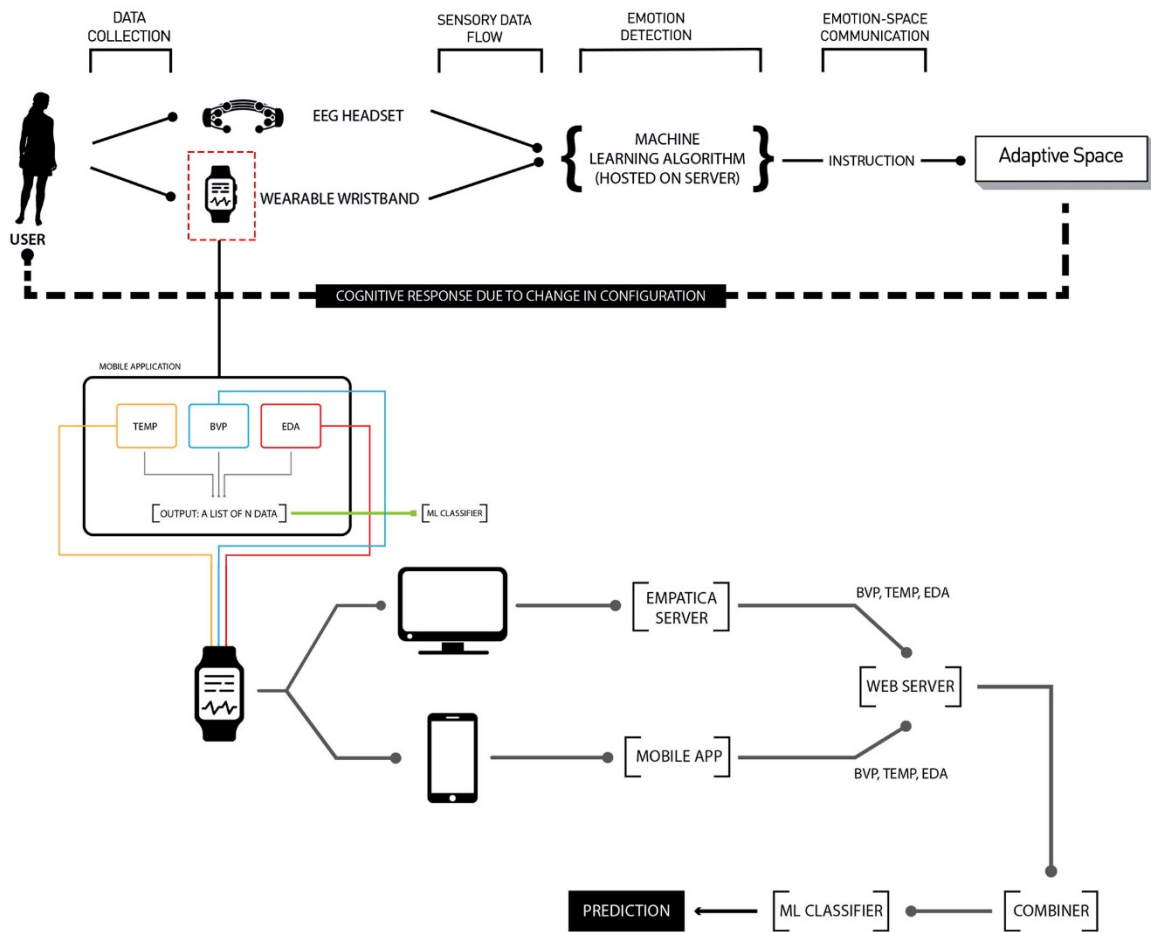 DATA
COLLECTION
SENSORY DATA
FLOW
EMOTION
DETECTION
EMOTION-SPACE
COMMUNICATION
EEG HEADSET
MACHINE
LEARNING ALGORITHM
(HOSTED ON SERVER)
INSTRUCTION
Adaptive Space
WEARABLE WRISTBAND
USER
COGNITIVE RESPONSE DUE TO CHANGE IN CONFIGURATION
MOBILE APPLICATION
TEMP
BVP
EDA
OUTPUT: A LIST OF N DATA
ML CLASSIFIER
EMPATICA
SERVER
BVP, TEMP, EDA
WEB SERVER
MOBILE APP
BVP, TEMP, EDA
PREDICTION
ML CLASSIFIER
COMBINER